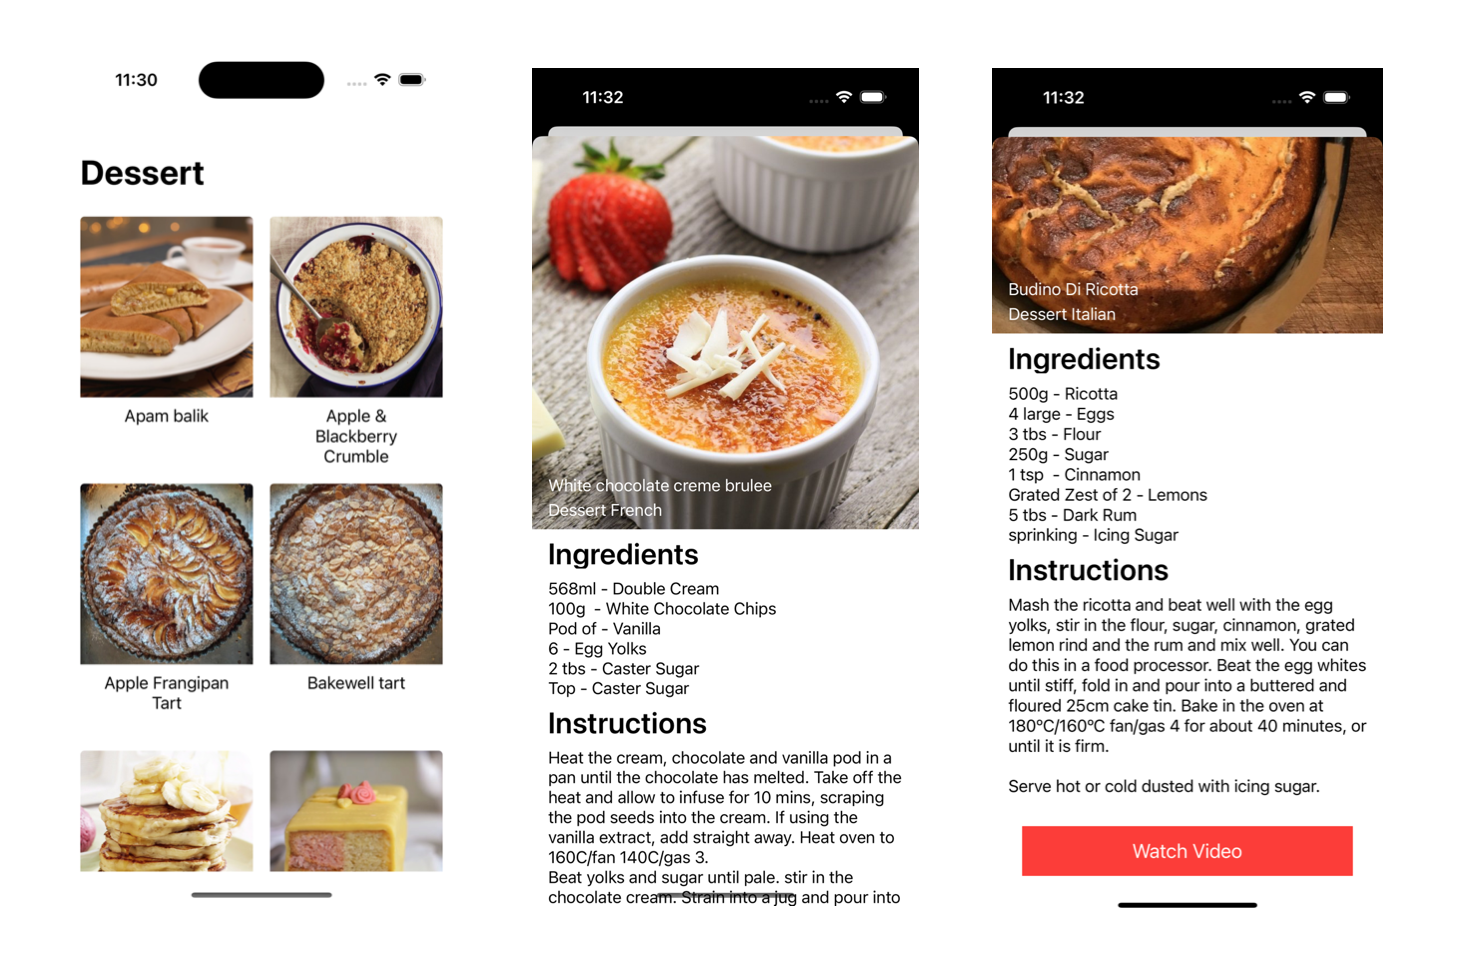 11:30
Dessert
Apam balik
Apple &
Blackberry
Crumble
Apple Frangipan
Tart
Bakewell tart
11:32
White chocolate creme brulee
Dessert French
Ingredients
568ml - Double Cream
100g  - White Chocolate Chips
Pod of - Vanilla
6 - Egg Yolks
2 tbs - Caster Sugar
Top - Caster Sugar
Instructions
Heat the cream, chocolate and vanilla pod in a
pan until the chocolate has melted. Take off the
heat and allow to infuse for 10 mins, scraping
the pod seeds into the cream. If using the
vanilla extract, add straight away. Heat oven to
160C/fan 140C/gas 3.
Beat yolks and sugar until pale. stir in the
chocolate cream. Strain into a jug and pour into
11:32
Budino Di Ricotta
Dessert Italian
Ingredients
500g - Ricotta
4 large - Eggs
3 tbs - Flour
250g - Sugar
1 tsp  - Cinnamon
Grated Zest of 2 - Lemons
5 tbs - Dark Rum
sprinking - Icing Sugar
Instructions
Mash the ricotta and beat well with the egg
yolks, stir in the flour, sugar, cinnamon, grated
lemon rind and the rum and mix well. You can
do this in a food processor. Beat the egg whites
until stiff, fold in and pour into a buttered and
floured 25cm cake tin. Bake in the oven at
180ºC/160ºC fan/gas 4 for about 40 minutes, or
until it is firm.
Serve hot or cold dusted with icing sugar.
Watch Video